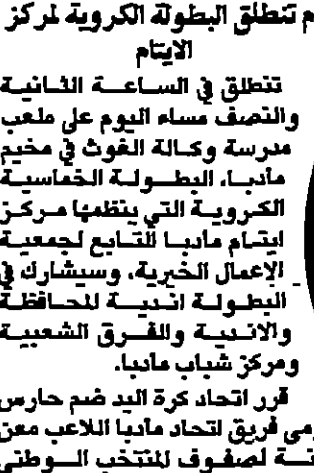 م تنطلق البطولة الكروية لمركز
الايتام
تنطلق في الساعة الثانية
والنصف مساء اليوم على ملعب
مدرسة وكالة الغوث في مخيم
مادبا، البطولة الخماسية
الكروية التي ينظمها مركز
ايتام مادبا التابع لجمعية
الإعمال الخيرية، وسيشارك في
البطولة اندية المحافظة
والاندية والفرق الشعبية
ومركز شباب مادبا.
قرر اتحاد كرة اليد ضم حارس
مى فريق اتحاد مادبا اللاعب معن
لصفوف المنتخب الوطني